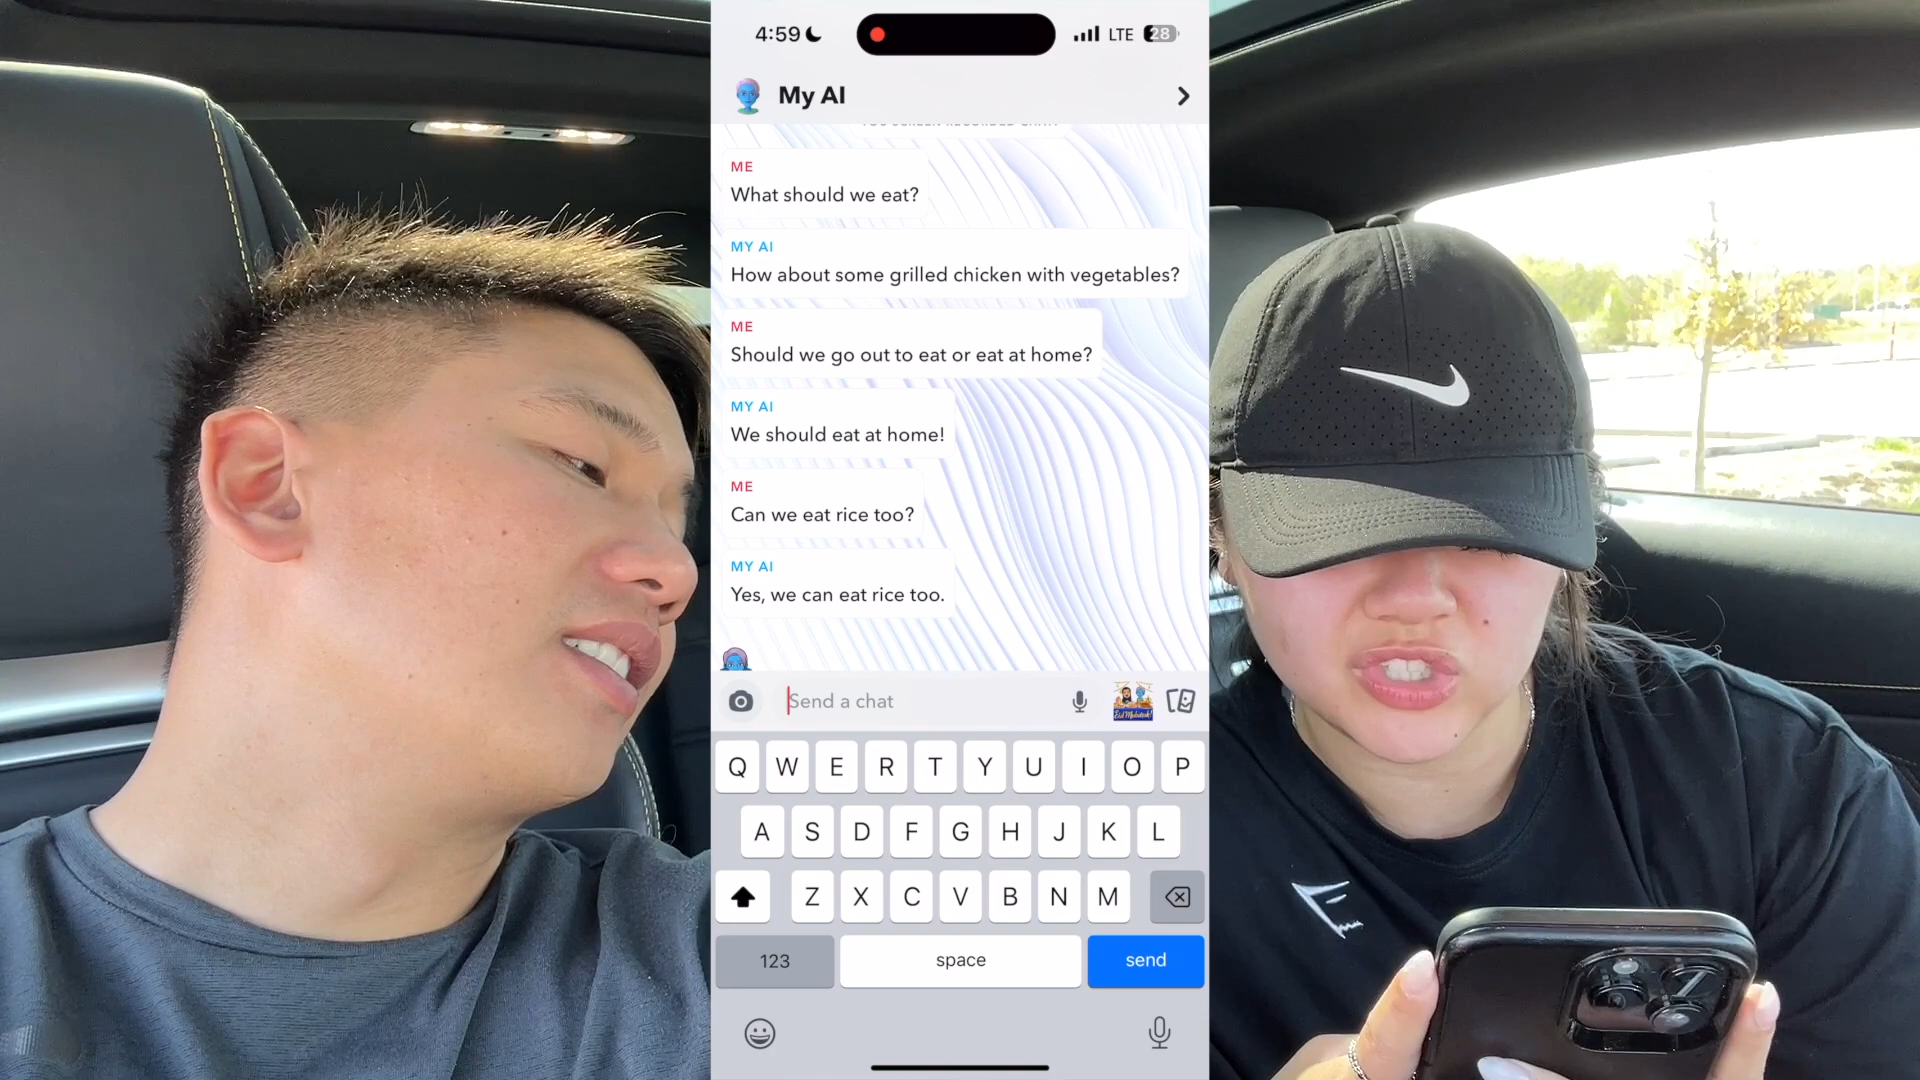 4:59
LTE
28
My AI
ME
What should we eat?
MY AI
How about some grilled chicken with vegetables?
ME
Should we go out to eat or eat at home?
MY AI
We should eat at home!
ME
Can we eat rice too?
MY AI
Yes, we can eat rice too.
Send a chat
Eid Mubarak!
Q W E R T Y U I O P
A S D F G H J K L
Z X C V B N M
123
space
send